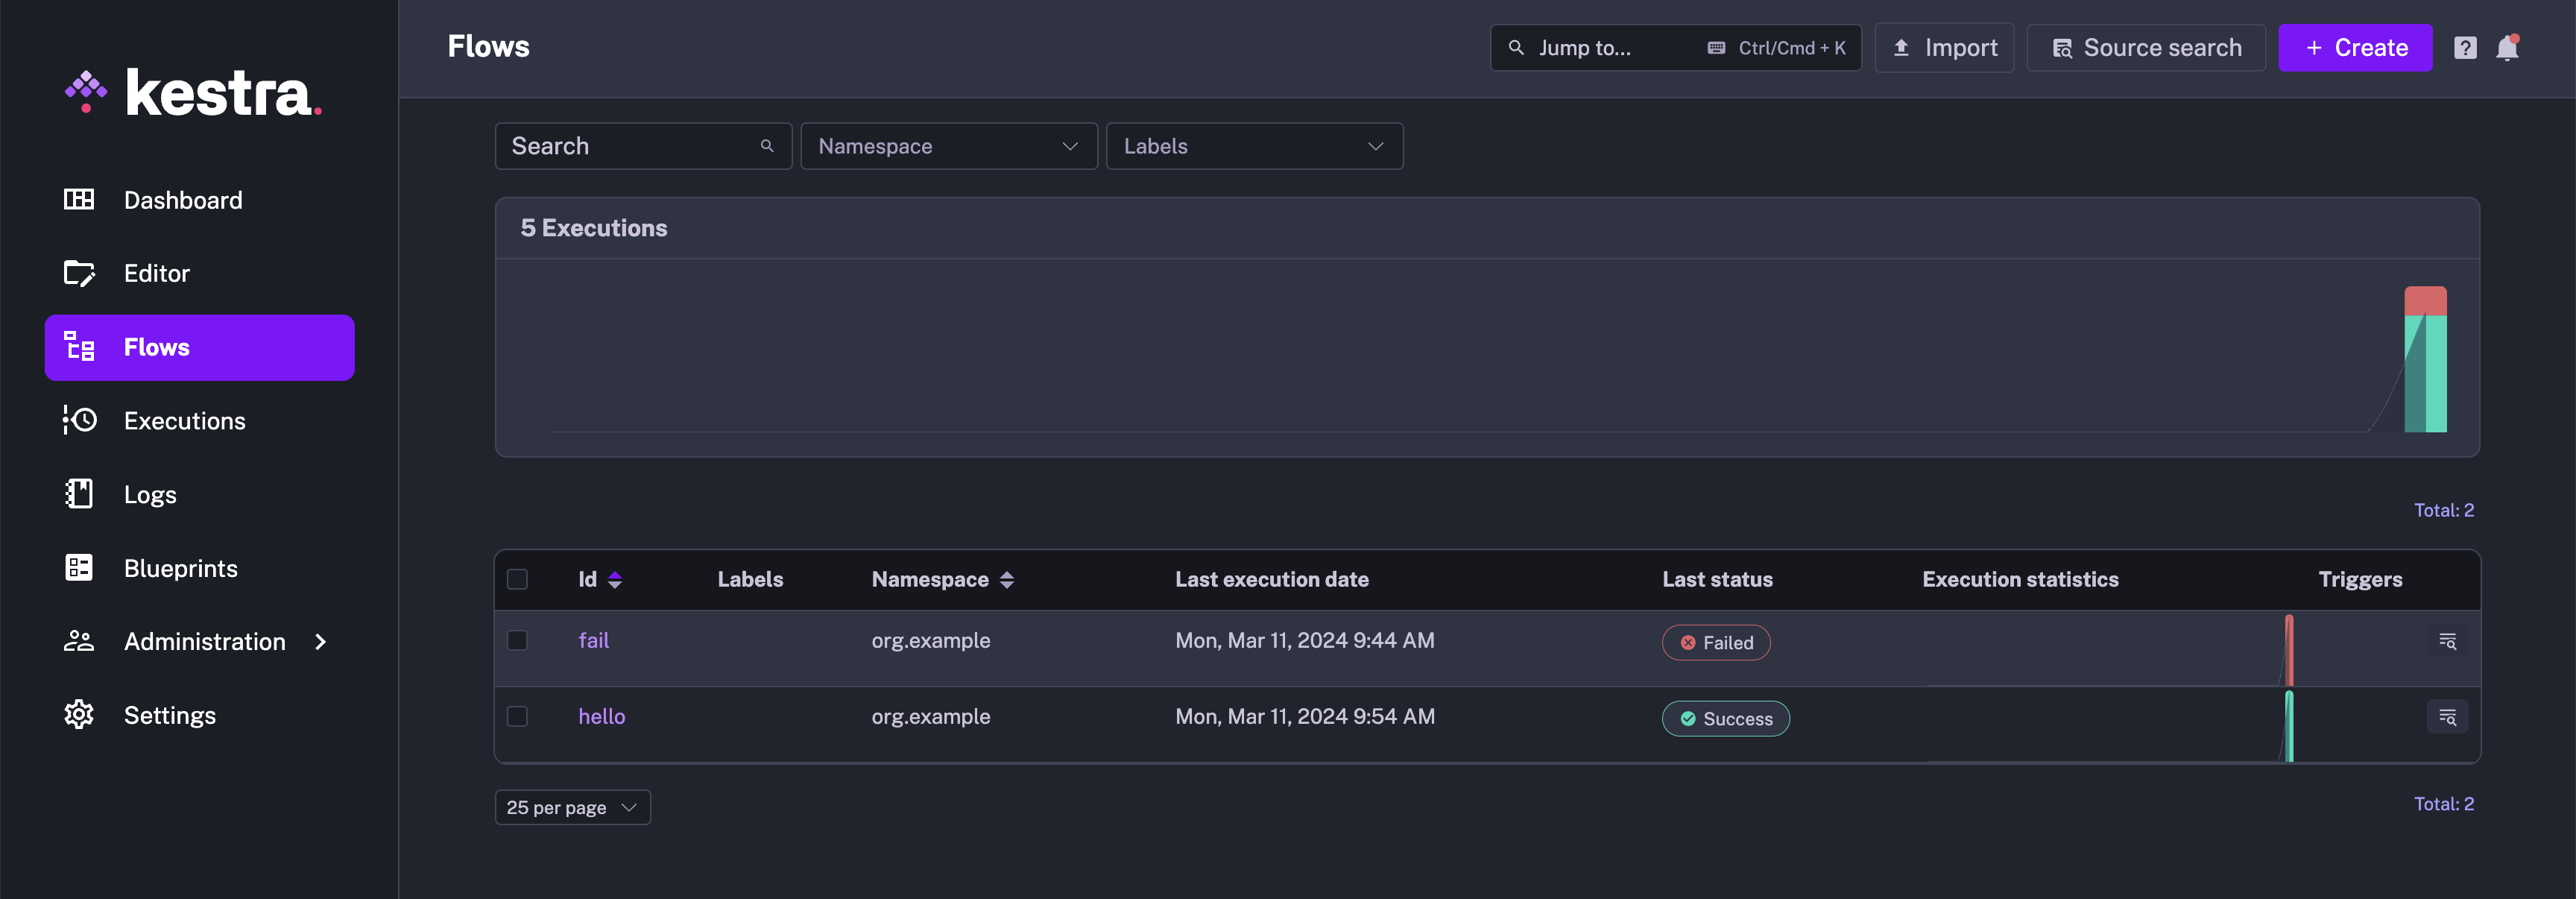 kestra.
Dashboard
Editor
Flows
Executions
Logs
Blueprints
Administration
Settings
Flows
Jump to... Ctrl/Cmd + K
Import
Source search
+ Create
Search
Namespace
Labels
5 Executions
Total: 2
Id Labels Namespace Last execution date Last status Execution statistics Triggers
fail org.example Mon, Mar 11, 2024 9:44 AM Failed
hello org.example Mon, Mar 11, 2024 9:54 AM Success
25 per page
Total: 2